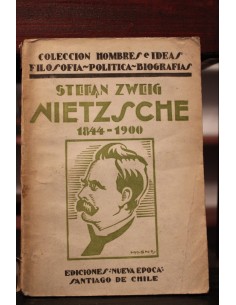 COLECCION HOMBRES e IDEAS
FILOSOFIA-POLITICA-BIOGRAFIAS
STEFAN ZWEIG
NIETZSCHE
1844-1900
EDICIONES "NUEVA EPOCA"
SANTIAGO DE CHILE